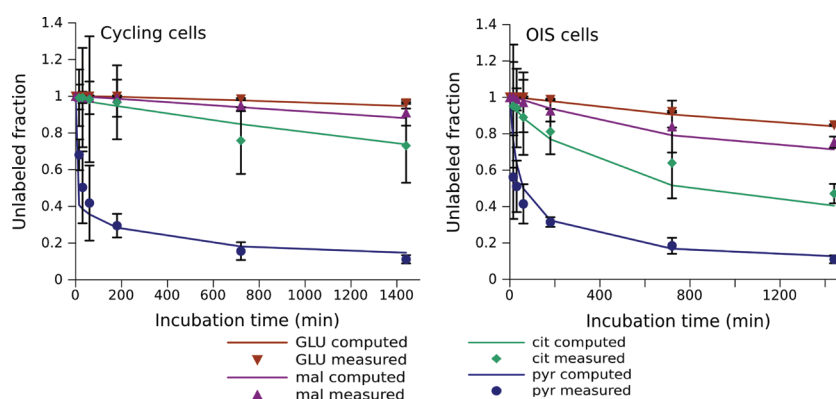 Cycling cells
1.4
1.2
1
0.8
0.6
0.4
0.2
0
Unlabeled fraction
0 200 400 600 800 1000 1200 1400
Incubation time (min)
OIS cells
1.4
1.2
1
0.8
0.6
0.4
0.2
0
Unlabeled fraction
0 400 800 1200
Incubation time (min)
GLU computed
GLU measured
mal computed
mal measured
cit computed
cit measured
pyr computed
pyr measured